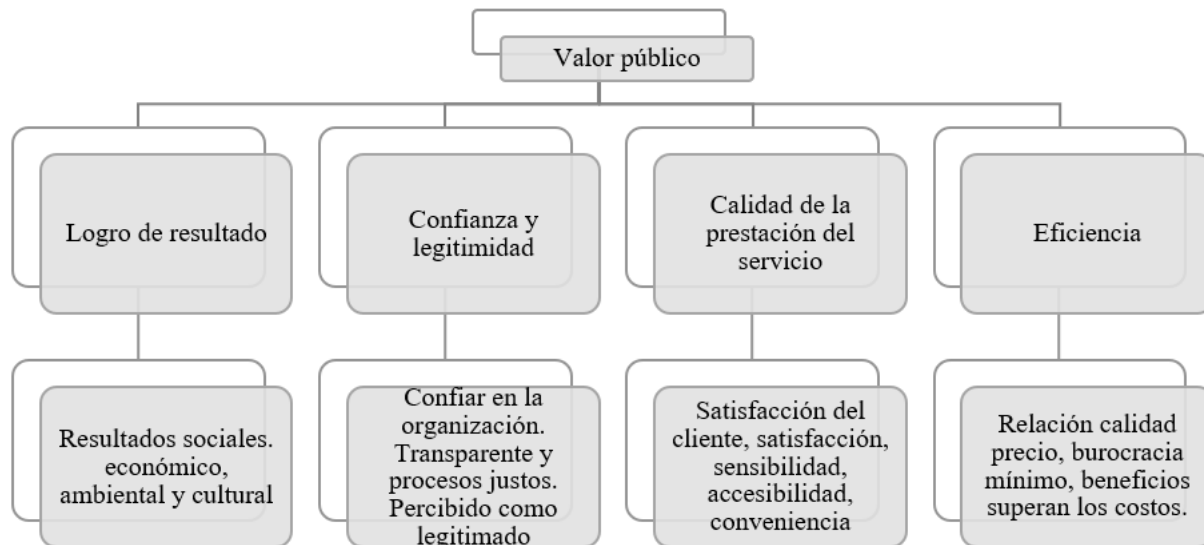 Valor público
Logro de resultado
Confianza y
legitimidad
Calidad de la
prestación del
servicio
Eficiencia
Resultados sociales.
económico,
ambiental y cultural
Confiar en la
organización.
Transparente y
procesos justos.
Percibido como
legitimado
Satisfacción del
cliente, satisfacción,
sensibilidad,
accesibilidad,
conveniencia
Relación calidad
precio, burocracia
mínimo, beneficios
superan los costos.